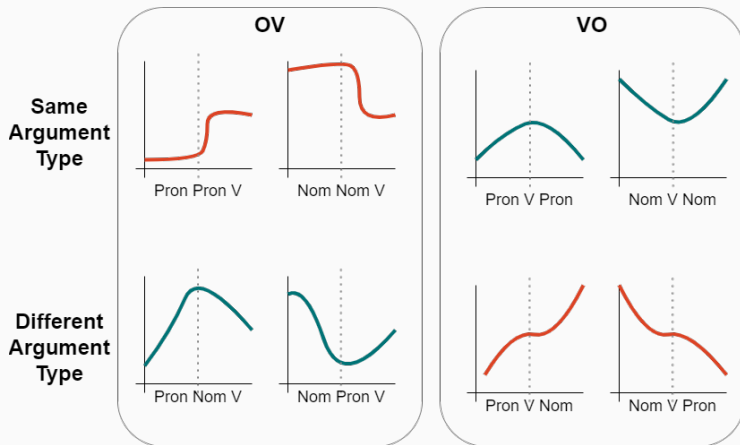 OV
VO
Same
Argument
Type
Pron Pron V
Nom Nom V
Pron V Pron
Nom V Nom
Different
Argument
Type
Pron Nom V
Nom Pron V
Pron V Nom
Nom V Pron